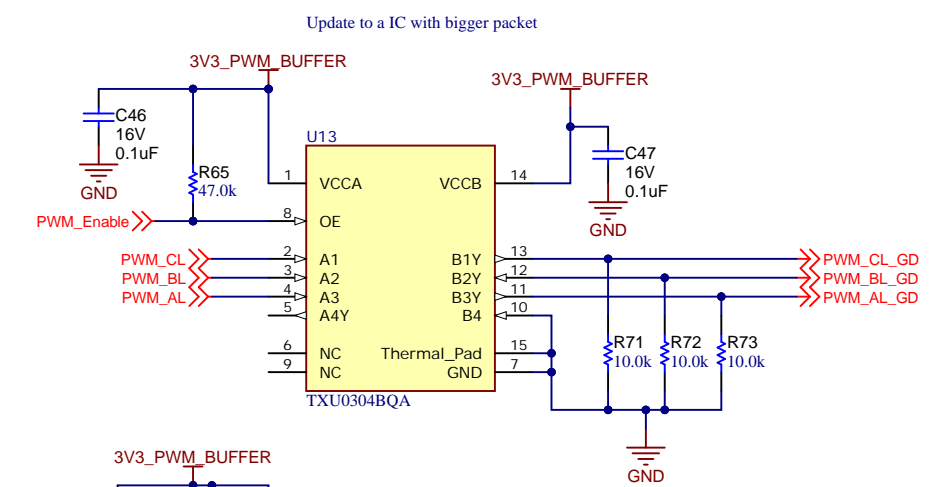 Update to a IC with bigger packet
3V3_PWM_BUFFER
3V3_PWM_BUFFER
C46
16V
0.1uF
GND
R65
47.0k
U13
C47
16V
0.1uF
GND
1 VCCA VCCB 14
PWM_Enable 8 OE
PWM_CL 2 A1 B1Y 13 PWM_CL_GD
PWM_BL 3 A2 B2Y 12 PWM_BL_GD
PWM_AL 4 A3 B3Y 11 PWM_AL_GD
5 A4Y B4 10
6 NC Thermal_Pad 15
9 NC GND 7
R71 R72 R73
10.0k 10.0k 10.0k
TXU0304BQA
3V3_PWM_BUFFER
GND